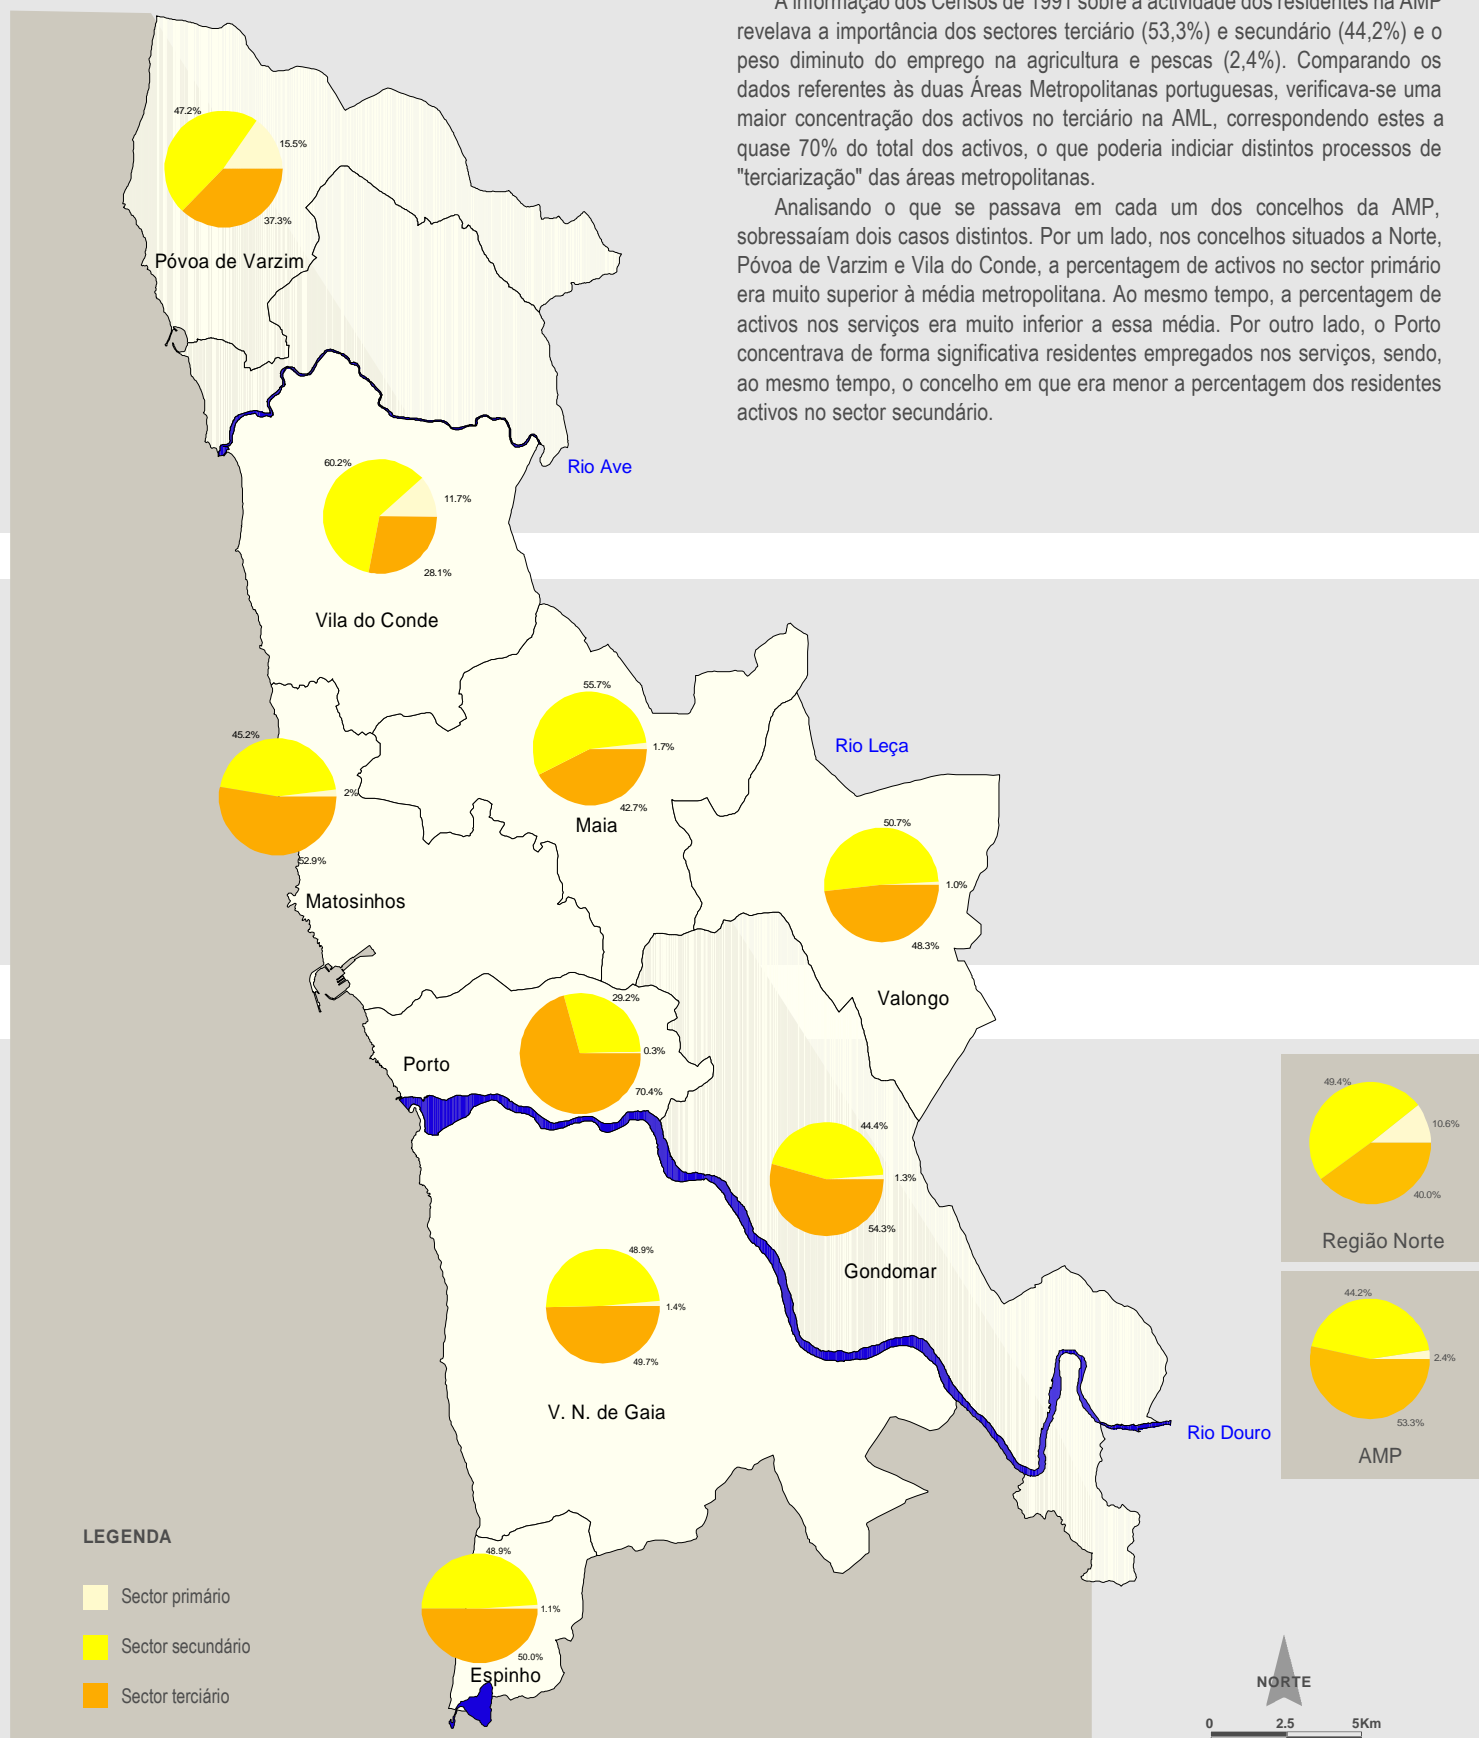 A informação dos Censos de 1991 sobre a actividade dos residentes na AMP
revelava a importância dos sectores terciário (53,3%) e secundário (44,2%) e o
peso diminuto do emprego na agricultura e pescas (2,4%). Comparando os
dados referentes às duas Áreas Metropolitanas portuguesas, verificava-se uma
maior concentração dos activos no terciário na AML, correspondendo estes a
quase 70% do total dos activos, o que poderia indiciar distintos processos de
"terciarização" das áreas metropolitanas.
Analisando o que se passava em cada um dos concelhos da AMP,
sobressaíam dois casos distintos. Por um lado, nos concelhos situados a Norte,
Póvoa de Varzim e Vila do Conde, a percentagem de activos no sector primário
era muito superior à média metropolitana. Ao mesmo tempo, a percentagem de
activos nos serviços era muito inferior a essa média. Por outro lado, o Porto
concentrava de forma significativa residentes empregados nos serviços, sendo,
ao mesmo tempo, o concelho em que era menor a percentagem dos residentes
activos no sector secundário.
47.2%
15.5%
37.3%
Póvoa de Varzim
Rio Ave
60.2%
11.7%
28.1%
Vila do Conde
55.7%
1.7%
42.7%
Maia
Rio Leça
45.2%
2%
52.9%
Matosinhos
50.7%
1.0%
48.3%
Valongo
29.2%
0.3%
70.4%
Porto
44.4%
1.3%
54.3%
Gondomar
48.9%
1.4%
49.7%
V. N. de Gaia
Rio Douro
49.4%
10.6%
40.0%
Região Norte
44.2%
2.4%
53.3%
AMP
48.9%
1.1%
50.0%
Espinho
LEGENDA
Sector primário
Sector secundário
Sector terciário
NORTE
0 2.5 5Km